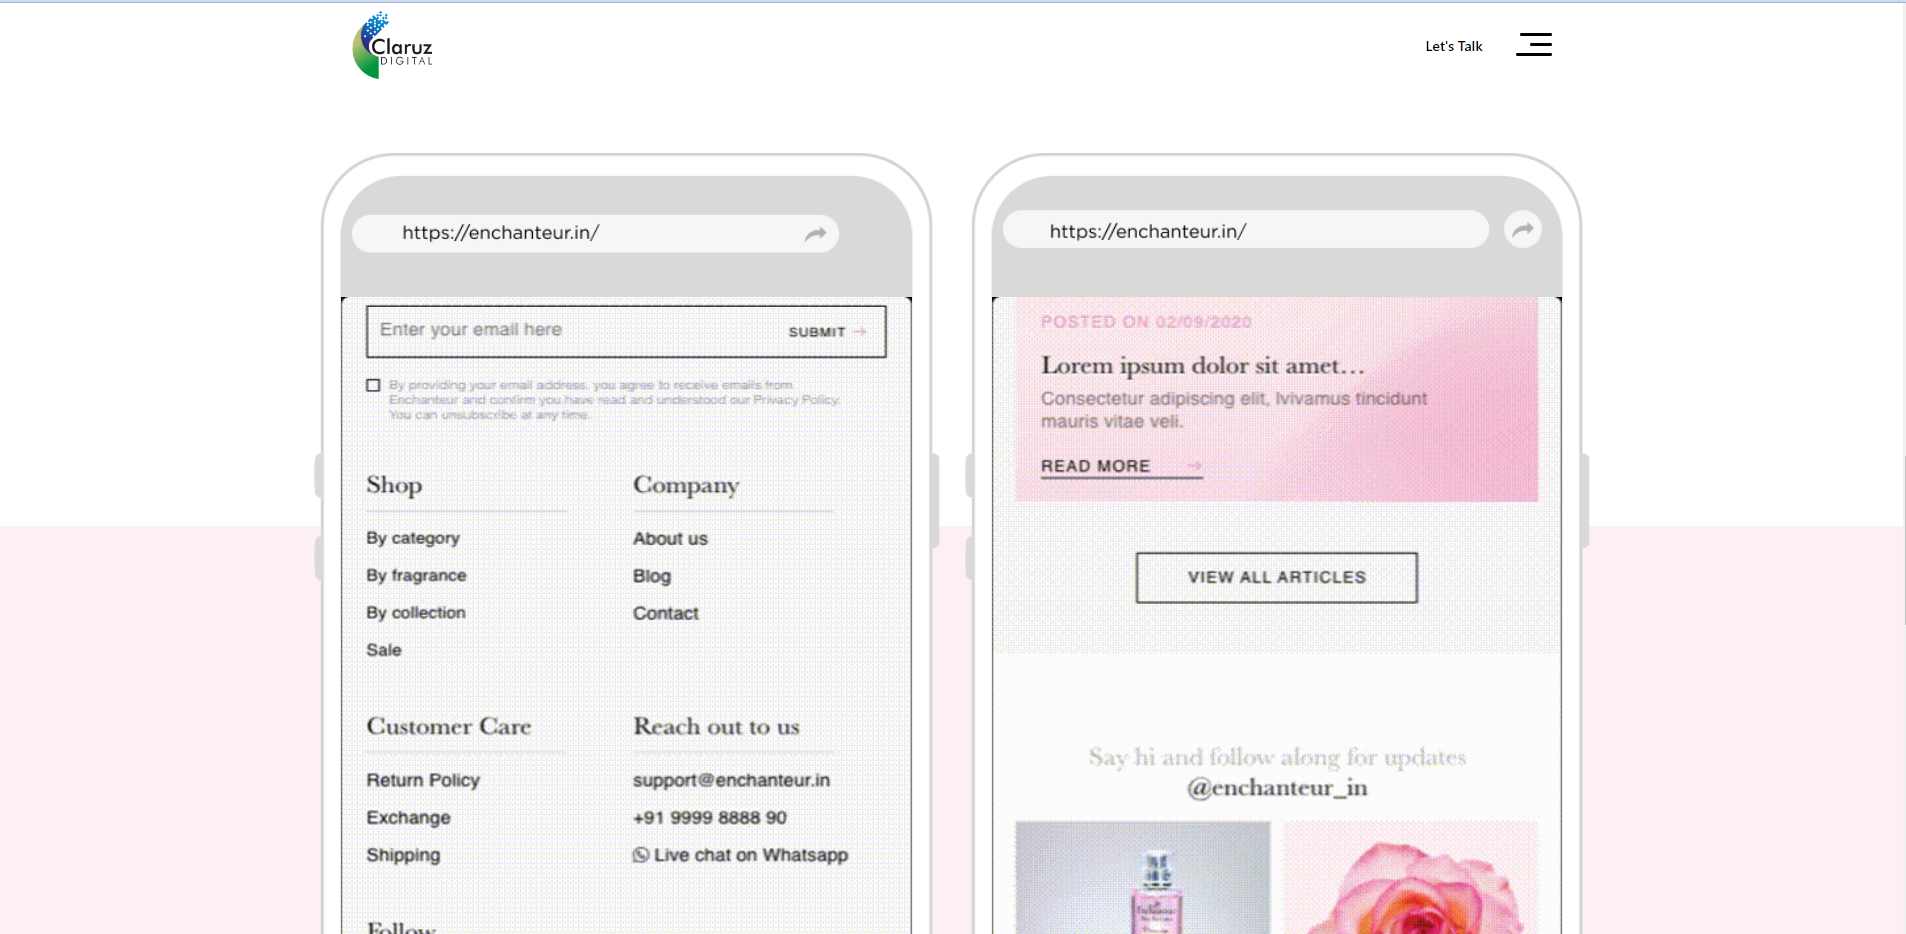 Claruz
DIGITAL
Let's Talk
https://enchanteur.in/
Enter your email here
SUBMIT →
By providing your email address, you agree to receive emails from
Enchanteur and confirm you have read and understood our Privacy Policy.
You can unsubscribe at any time.
Shop
By category
By fragrance
By collection
Sale
Company
About us
Blog
Contact
Customer Care
Return Policy
Exchange
Shipping
Reach out to us
support@enchanteur.in
+91 9999 8888 90
Live chat on Whatsapp
Follow
https://enchanteur.in/
POSTED ON 02/09/2020
Lorem ipsum dolor sit amet...
Consectetur adipiscing elit, Ivivamus tincidunt
mauris vitae veli.
READ MORE →
VIEW ALL ARTICLES
Say hi and follow along for updates
@enchanteur_in
Enchanteur